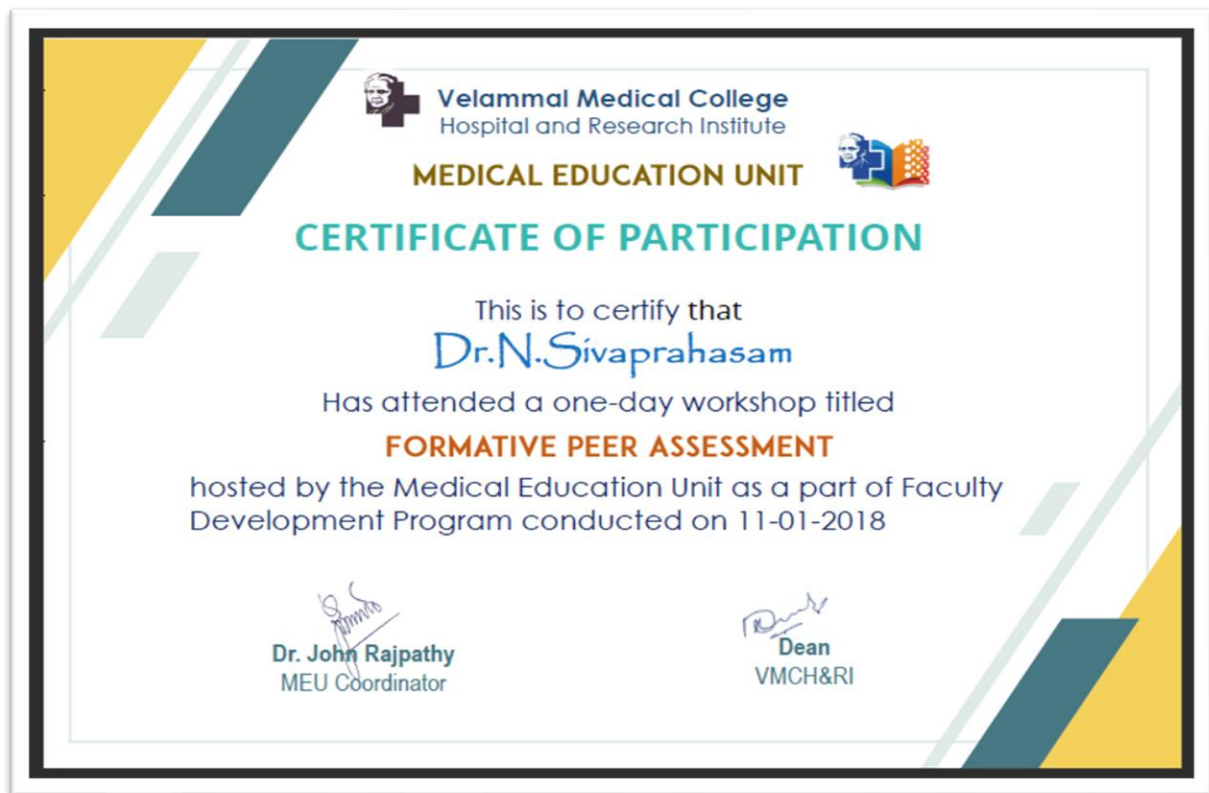 Velammal Medical College
Hospital and Research Institute
MEDICAL EDUCATION UNIT
CERTIFICATE OF PARTICIPATION
This is to certify that
Dr.N.Sivaprahasam
Has attended a one-day workshop titled
FORMATIVE PEER ASSESSMENT
hosted by the Medical Education Unit as a part of Faculty
Development Program conducted on 11-01-2018
Dr. John Rajpathy
MEU Coordinator
Dean
VMCH&RI